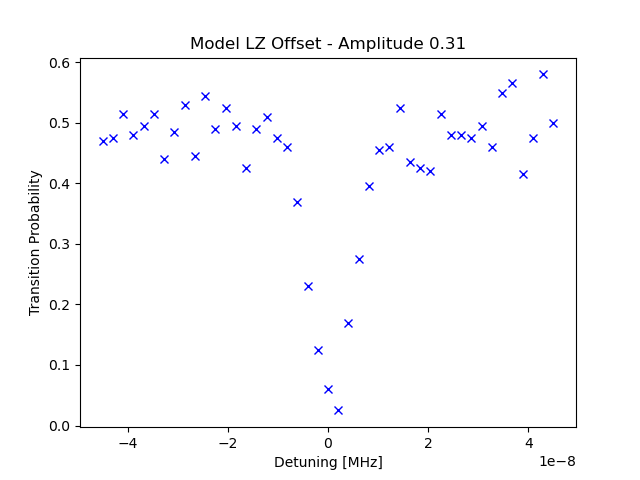 Model LZ Offset - Amplitude 0.31
0.6
0.5
0.4
0.3
0.2
0.1
0.0
Transition Probability
−4 −2 0 2 4
1e−8
Detuning [MHz]